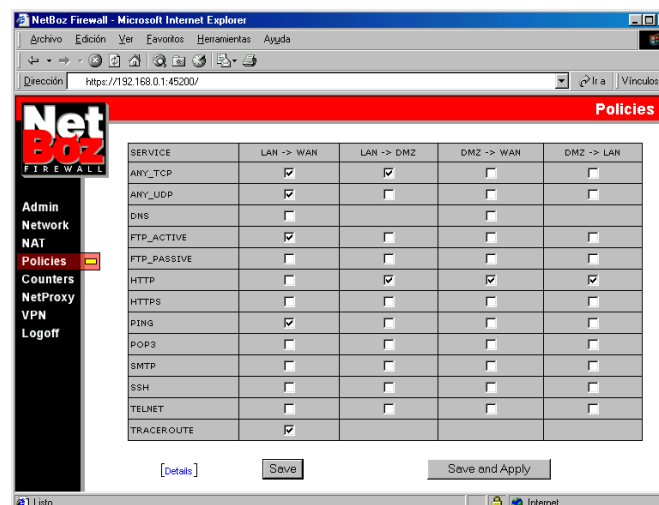 NetBoz Firewall - Microsoft Internet Explorer
Archivo Edición Ver Favoritos Herramientas Ayuda
Dirección https://192.168.0.1:45200/ Ir a Vínculos
Net
Boz
FIREWALL
Policies
Admin
Network
NAT
Policies
Counters
NetProxy
VPN
Logoff
SERVICE LAN -> WAN LAN -> DMZ DMZ -> WAN DMZ -> LAN
ANY_TCP
ANY_UDP
DNS
FTP_ACTIVE
FTP_PASSIVE
HTTP
HTTPS
PING
POP3
SMTP
SSH
TELNET
TRACEROUTE
[Details] Save Save and Apply
Listo Internet